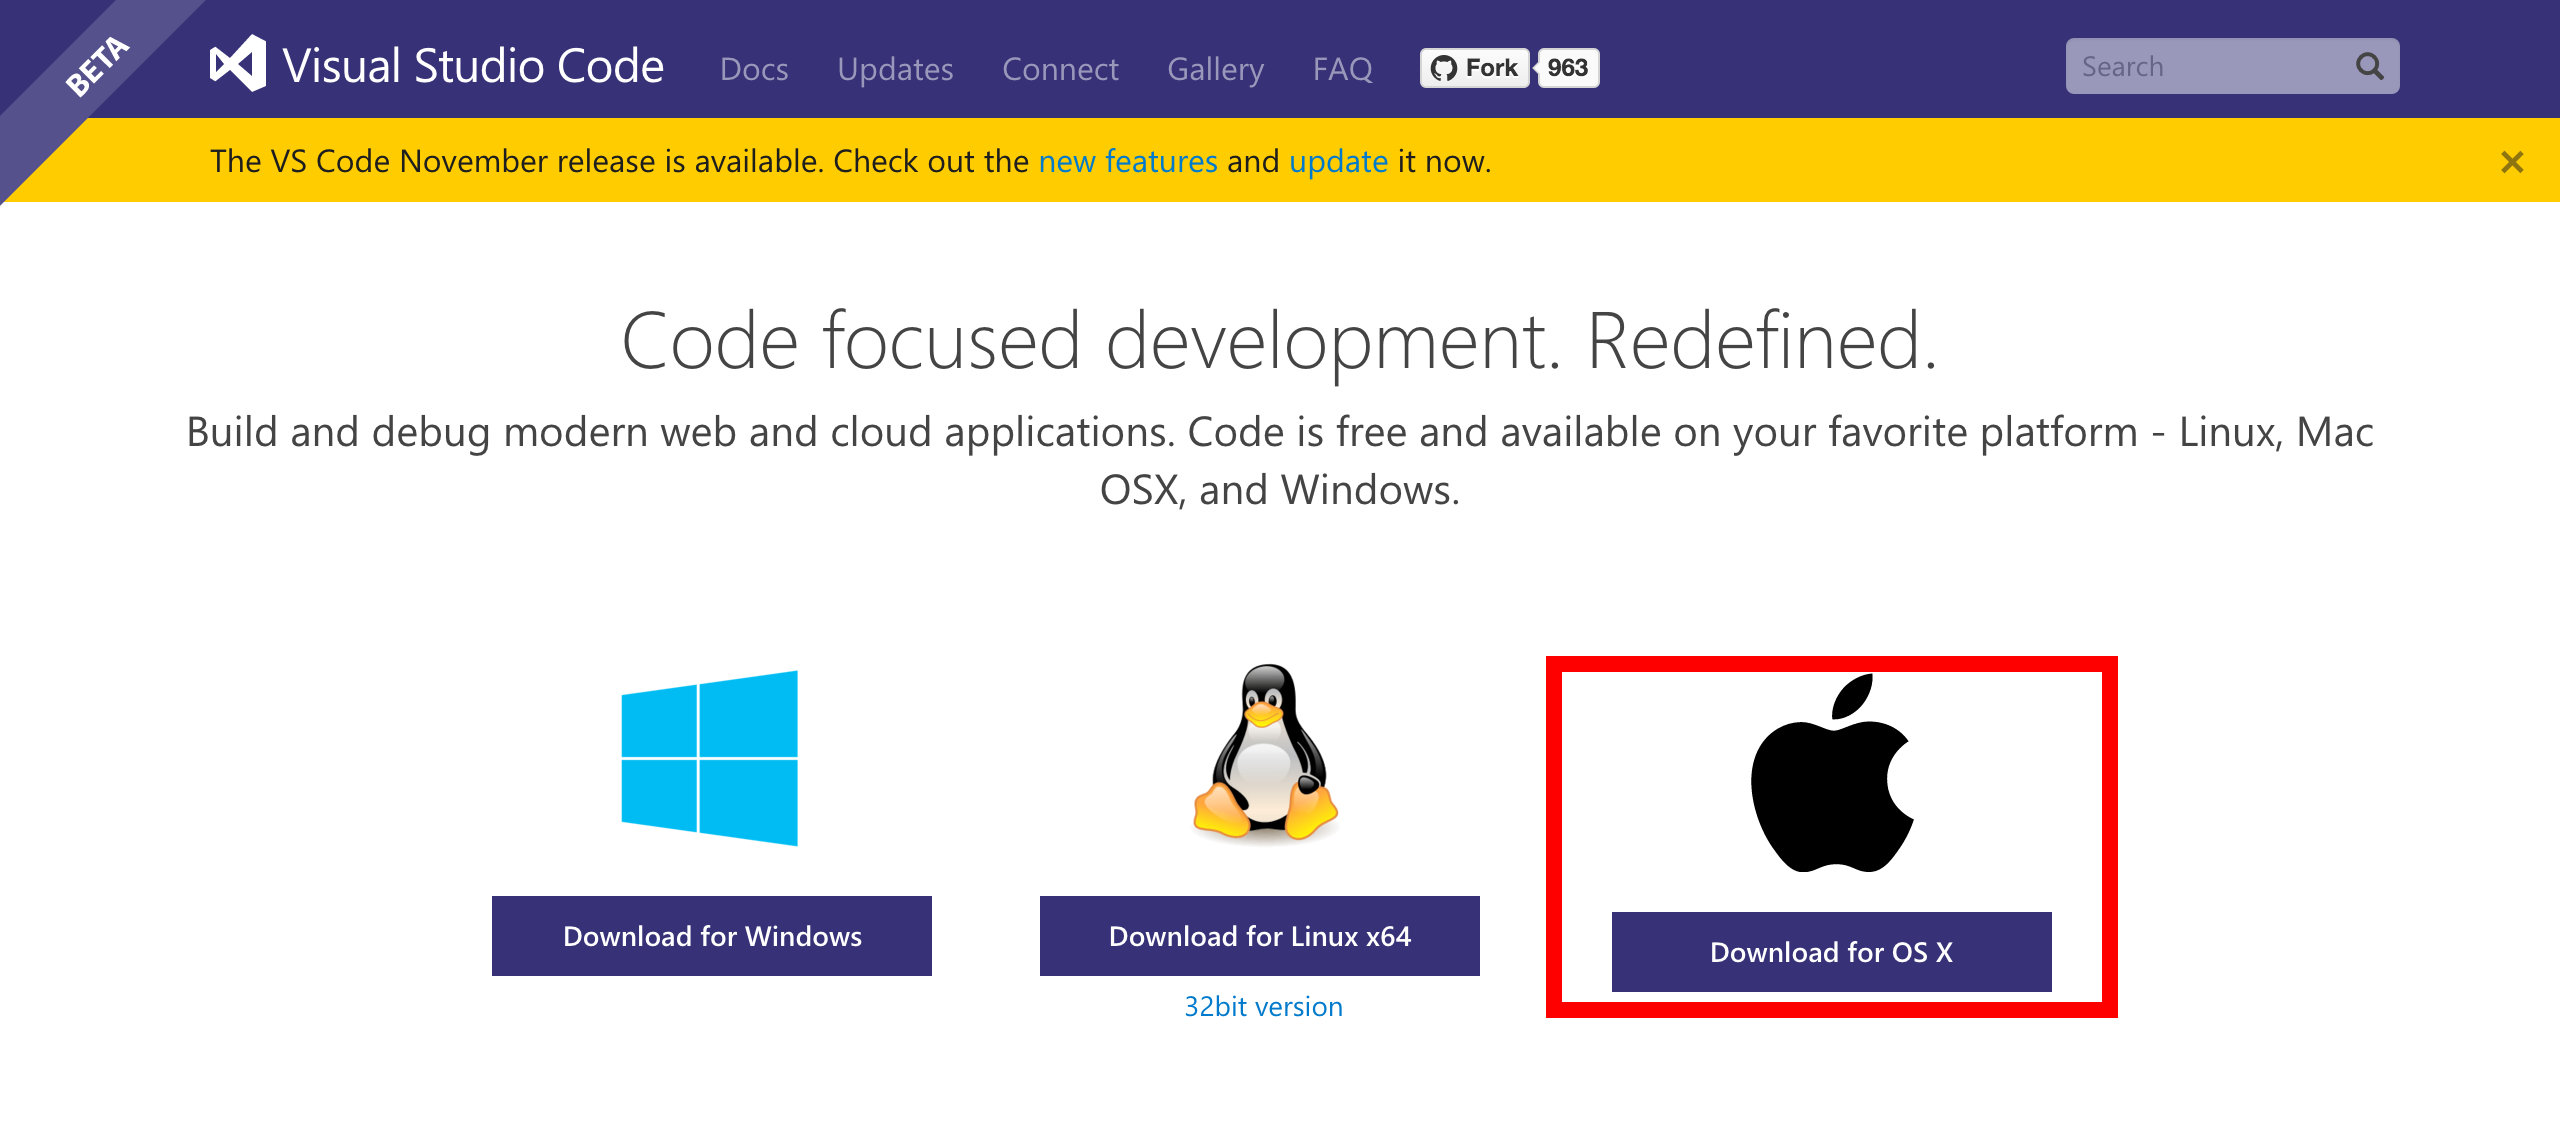 BETA
Visual Studio Code Docs Updates Connect Gallery FAQ Fork 963 Search
The VS Code November release is available. Check out the new features and update it now.
Code focused development. Redefined.
Build and debug modern web and cloud applications. Code is free and available on your favorite platform - Linux, Mac
OSX, and Windows.
Download for Windows
Download for Linux x64
Download for OS X
32bit version